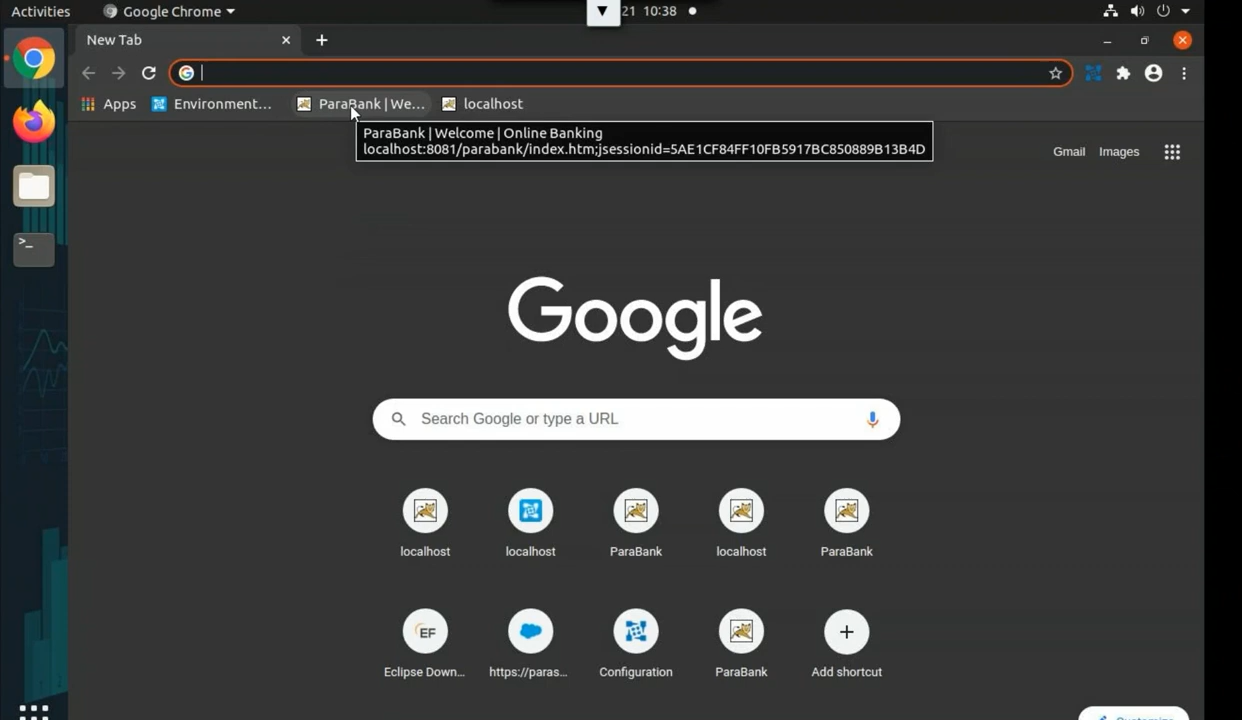 Activities
Google Chrome
21 10:38
New Tab
Apps
Environment...
ParaBank | We...
localhost
ParaBank | Welcome | Online Banking
localhost:8081/parabank/index.htm;jsessionid=5AE1CF84FF10FB5917BC850889B13B4D
Gmail
Images
Google
Search Google or type a URL
localhost
localhost
ParaBank
localhost
ParaBank
EF
Eclipse Down...
https://paras...
Configuration
ParaBank
Add shortcut
Customize